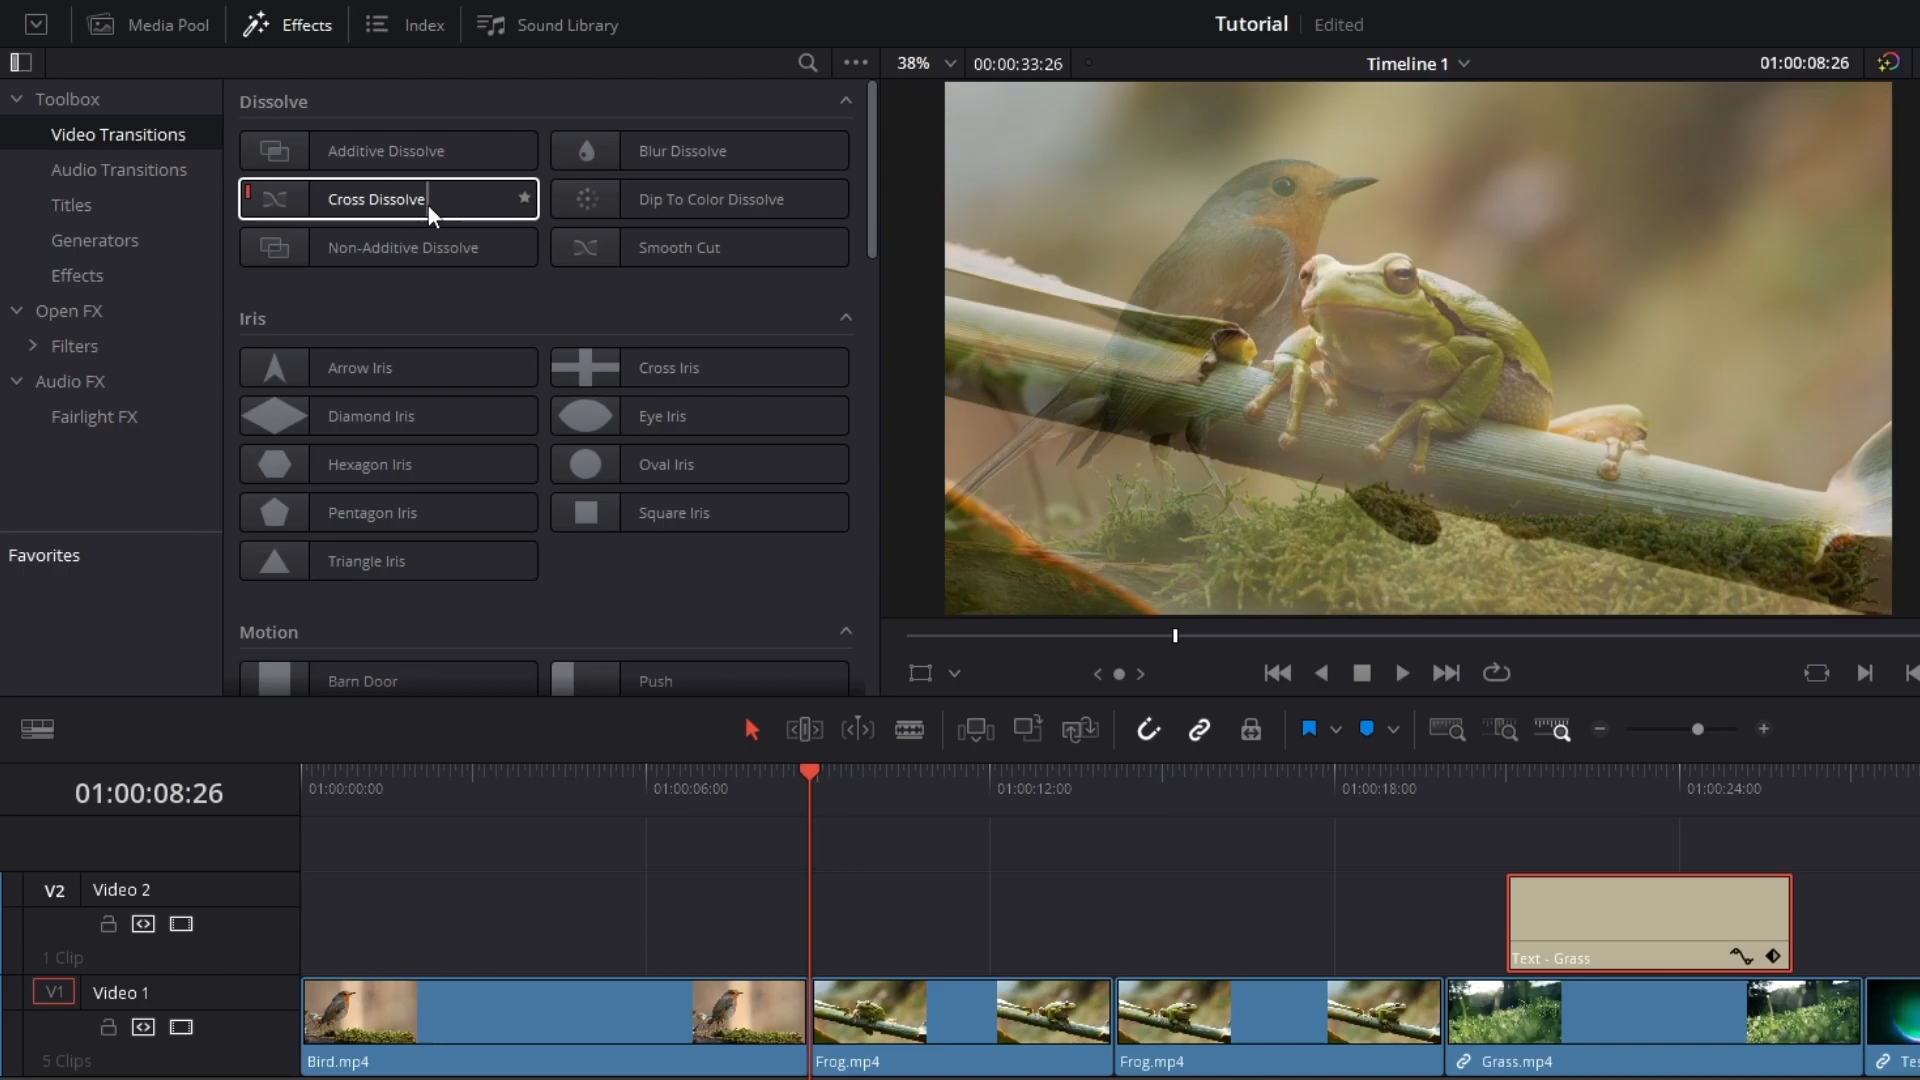 Media Pool
Effects
Index
Sound Library
Tutorial
Edited
38%
00:00:33:26
Timeline 1
01:00:08:26
Toolbox
Video Transitions
Audio Transitions
Titles
Generators
Effects
Open FX
Filters
Audio FX
Fairlight FX
Favorites
Dissolve
Additive Dissolve
Blur Dissolve
Cross Dissolve
Dip To Color Dissolve
Non-Additive Dissolve
Smooth Cut
Iris
Arrow Iris
Cross Iris
Diamond Iris
Eye Iris
Hexagon Iris
Oval Iris
Pentagon Iris
Square Iris
Triangle Iris
Motion
Barn Door
Push
01:00:08:26
01:00:00:00
01:00:06:00
01:00:12:00
01:00:18:00
01:00:24:00
V2
Video 2
1 Clip
Text - Grass
V1
Video 1
5 Clips
Bird.mp4
Frog.mp4
Frog.mp4
Grass.mp4